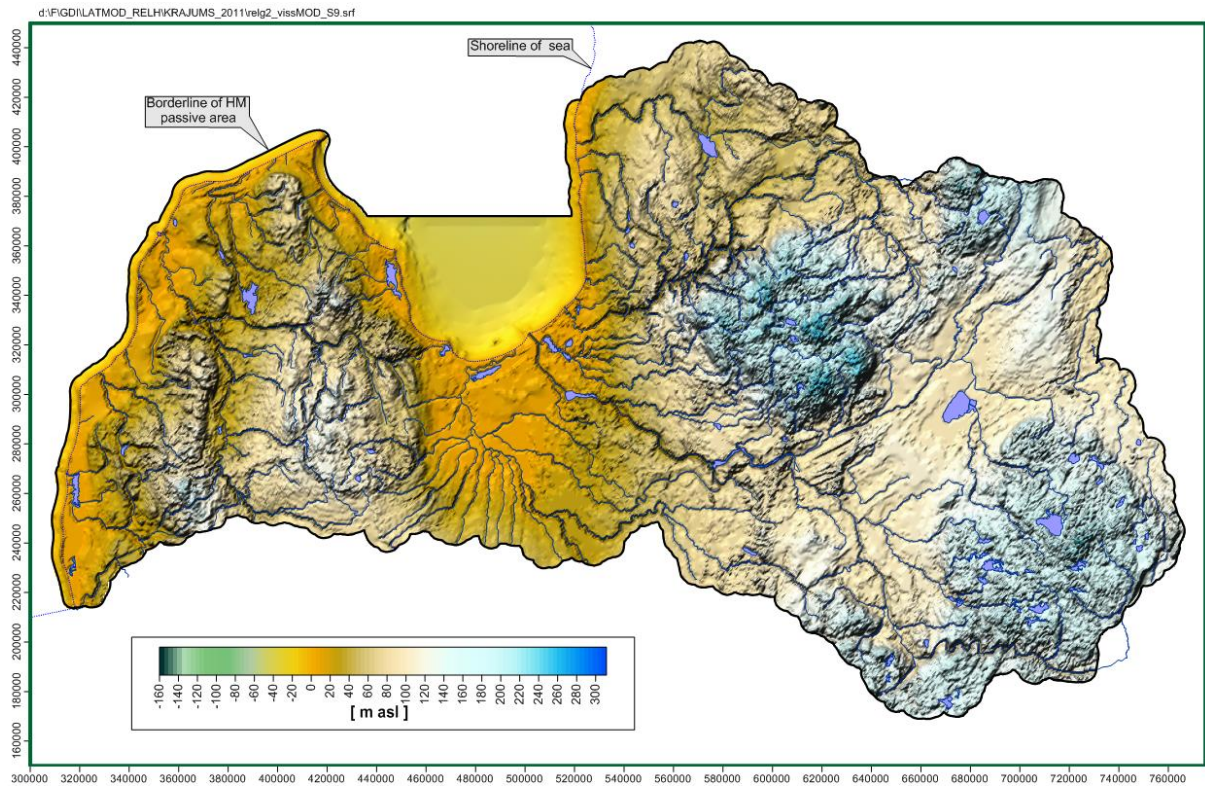 d:\F\GDI\LATMOD_RELH\KRAJUMS_2011\relg2_vissMOD_S9.srf
Shoreline of sea
Borderline of HM
passive area
440000
420000
400000
380000
360000
340000
320000
300000
280000
260000
240000
220000
200000
180000
160000
-160 -140 -120 -100 -80 -60 -40 -20 0 20 40 60 80 100 120 140 160 180 200 220 240 260 280 300
[ m asl ]
300000 320000 340000 360000 380000 400000 420000 440000 460000 480000 500000 520000 540000 560000 580000 600000 620000 640000 660000 680000 700000 720000 740000 760000